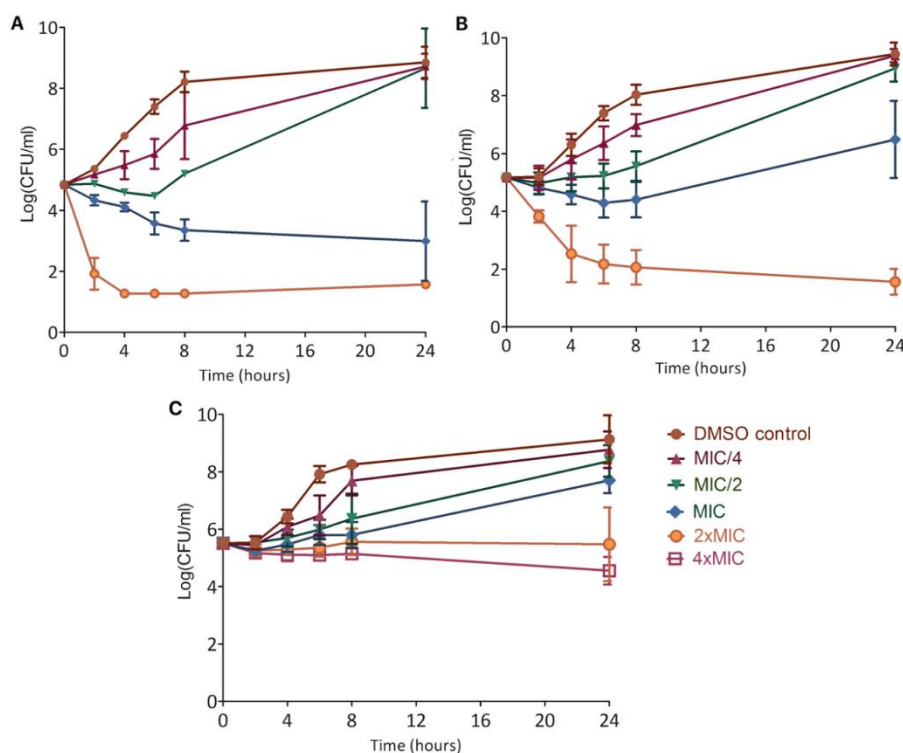 A
10
8
6
4
2
0
Log(CFU/ml)
0 4 8 12 16 20 24
Time (hours)
B
10
8
6
4
2
0
Log(CFU/ml)
0 4 8 12 16 20 24
Time (hours)
C
10
8
6
4
2
0
Log(CFU/ml)
0 4 8 12 16 20 24
Time (hours)
DMSO control
MIC/4
MIC/2
MIC
2xMIC
4xMIC